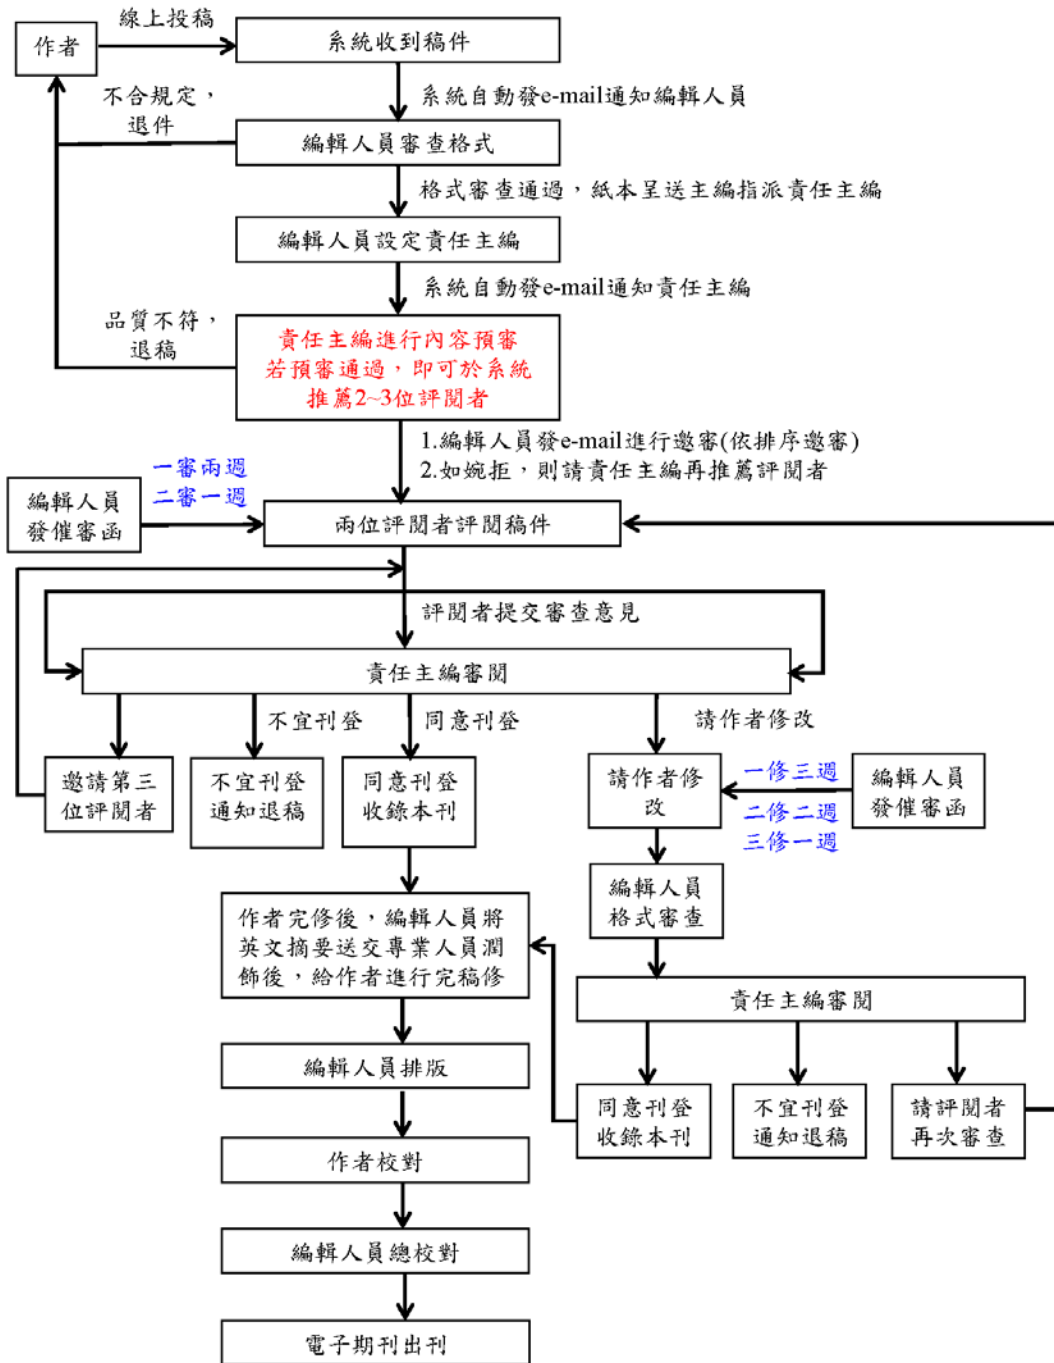 線上投稿
作者
系統收到稿件
不合規定，
退件
系統自動發e-mail通知編輯人員
編輯人員審查格式
格式審查通過，紙本呈送主編指派責任主編
編輯人員設定責任主編
系統自動發e-mail通知責任主編
品質不符，
退稿
責任主編進行內容預審
若預審通過，即可於系統
推薦2~3位評閱者
1.編輯人員發e-mail進行邀審(依排序邀審)
2.如婉拒，則請責任主編再推薦評閱者
一審兩週
二審一週
編輯人員
發催審函
兩位評閱者評閱稿件
評閱者提交審查意見
責任主編審閱
不宜刊登
同意刊登
請作者修改
邀請第三
位評閱者
不宜刊登
通知退稿
同意刊登
收錄本刊
請作者修
改
一修三週
二修二週
三修一週
編輯人員
發催審函
編輯人員
格式審查
作者完修後，編輯人員將
英文摘要送交專業人員潤
飾後，給作者進行完稿修
責任主編審閱
編輯人員排版
同意刊登
收錄本刊
不宜刊登
通知退稿
請評閱者
再次審查
作者校對
編輯人員總校對
電子期刊出刊